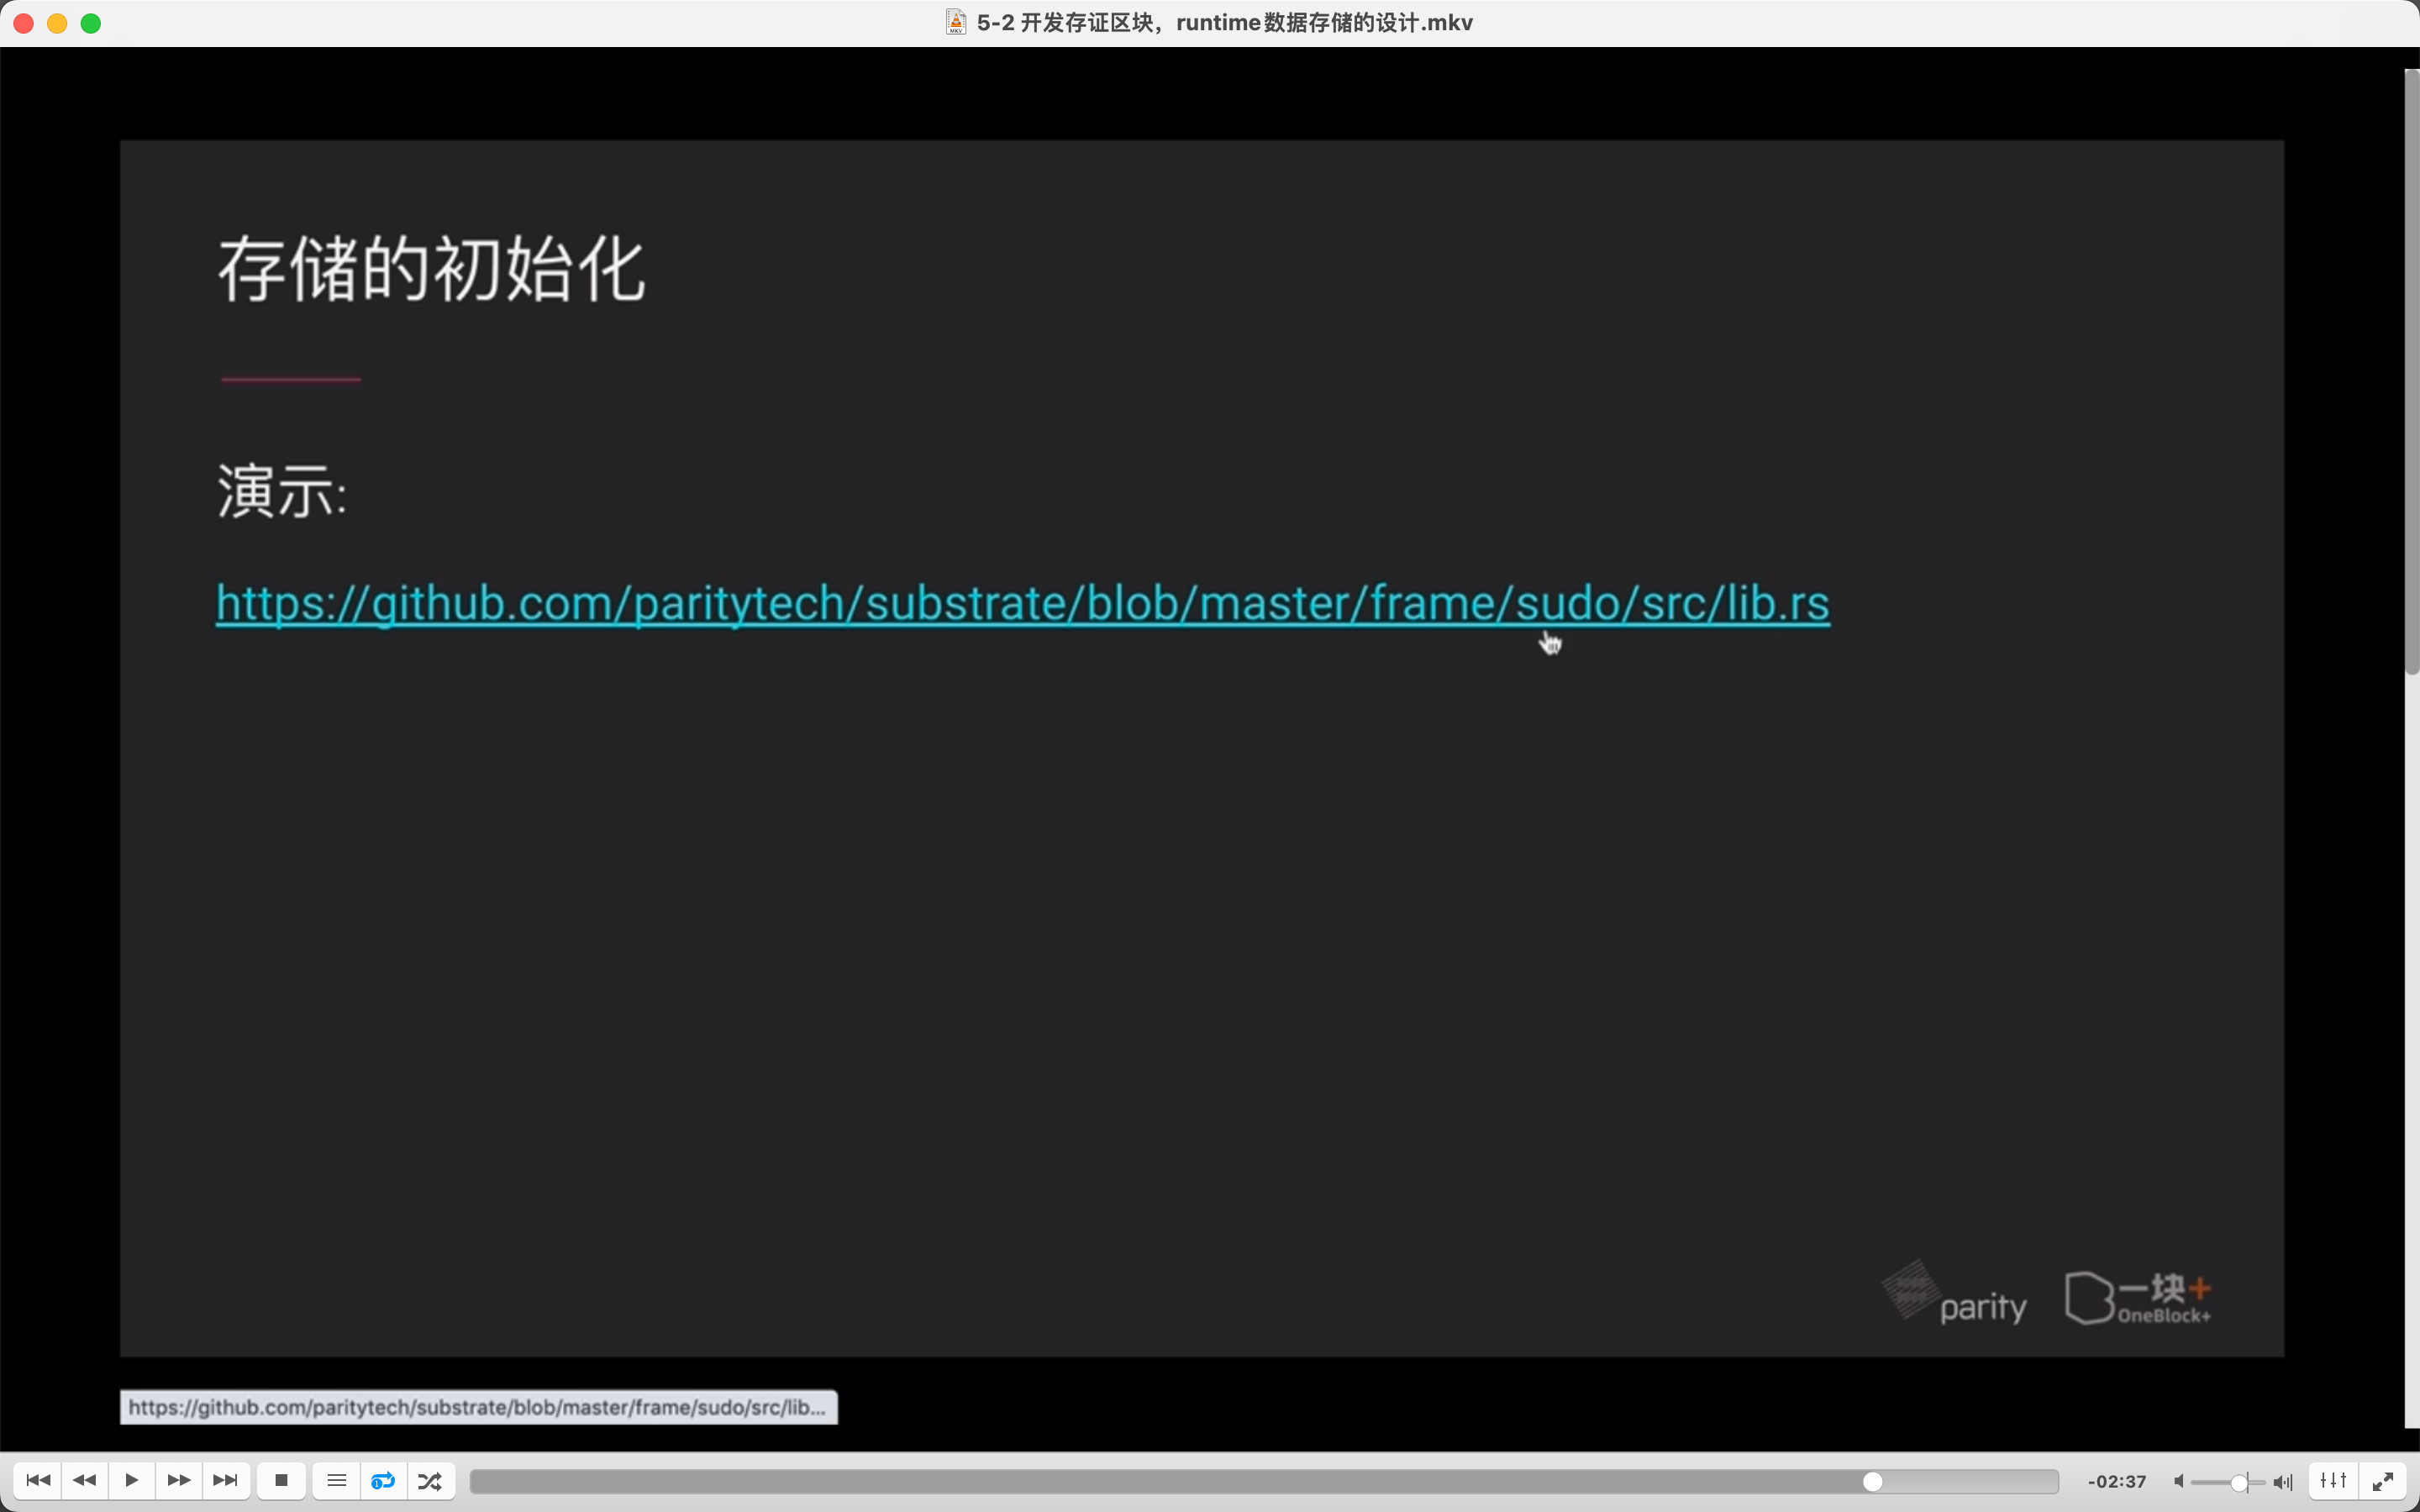 5-2 开发存证区块，runtime数据存储的设计.mkv
存储的初始化
演示:
https://github.com/paritytech/substrate/blob/master/frame/sudo/src/lib.rs
parity
一块+
OneBlock+
https://github.com/paritytech/substrate/blob/master/frame/sudo/src/lib...
-02:37